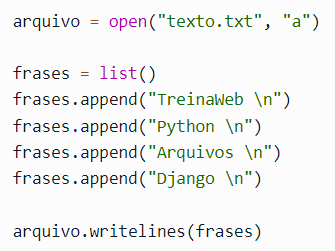 arquivo = open("texto.txt", "a")
frases = list()
frases.append("TreinaWeb \n")
frases.append("Python \n")
frases.append("Arquivos \n")
frases.append("Django \n")
arquivo.writelines(frases)